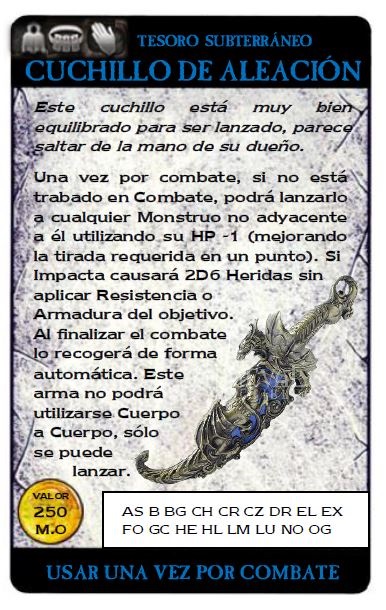 TESORO SUBTERRÁNEO
CUCHILLO DE ALEACIÓN
Este cuchillo está muy bien
equilibrado para ser lanzado, parece
saltar de la mano de su dueño.
Una vez por combate, si no está
trabado en Combate, podrá lanzarlo
a cualquier Monstruo no adyacente
a él utilizando su HP -1 (mejorando
la tirada requerida en un punto). Si
Impacta causará 2D6 Heridas sin
aplicar Resistencia o
Armadura del objetivo.
Al finalizar el combate
lo recogerá de forma
automática. Este
arma no podrá
utilizarse Cuerpo
a Cuerpo, sólo
se puede
lanzar.
VALOR
250
M.O
AS B BG CH CR CZ DR EL EX
FO GC HE HL LM LU NO OG
USAR UNA VEZ POR COMBATE